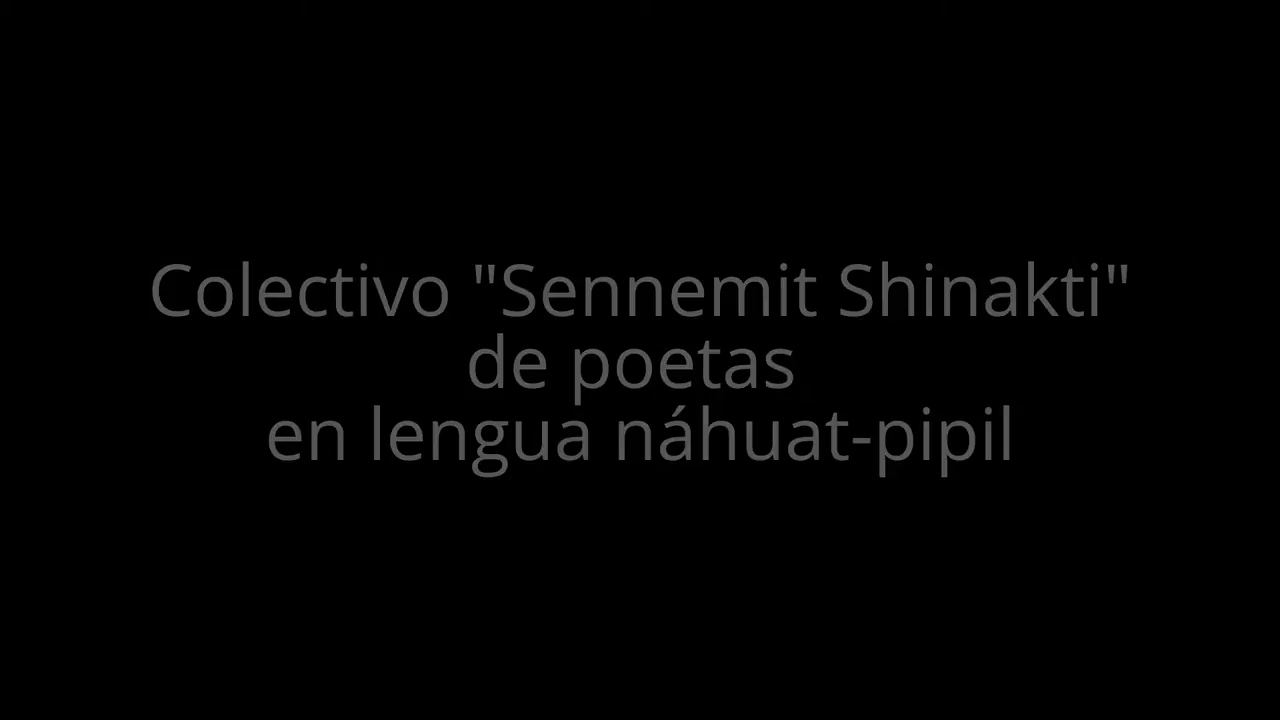 Colectivo "Sennemit Shinakti"
de poetas
en lengua náhuat-pipil